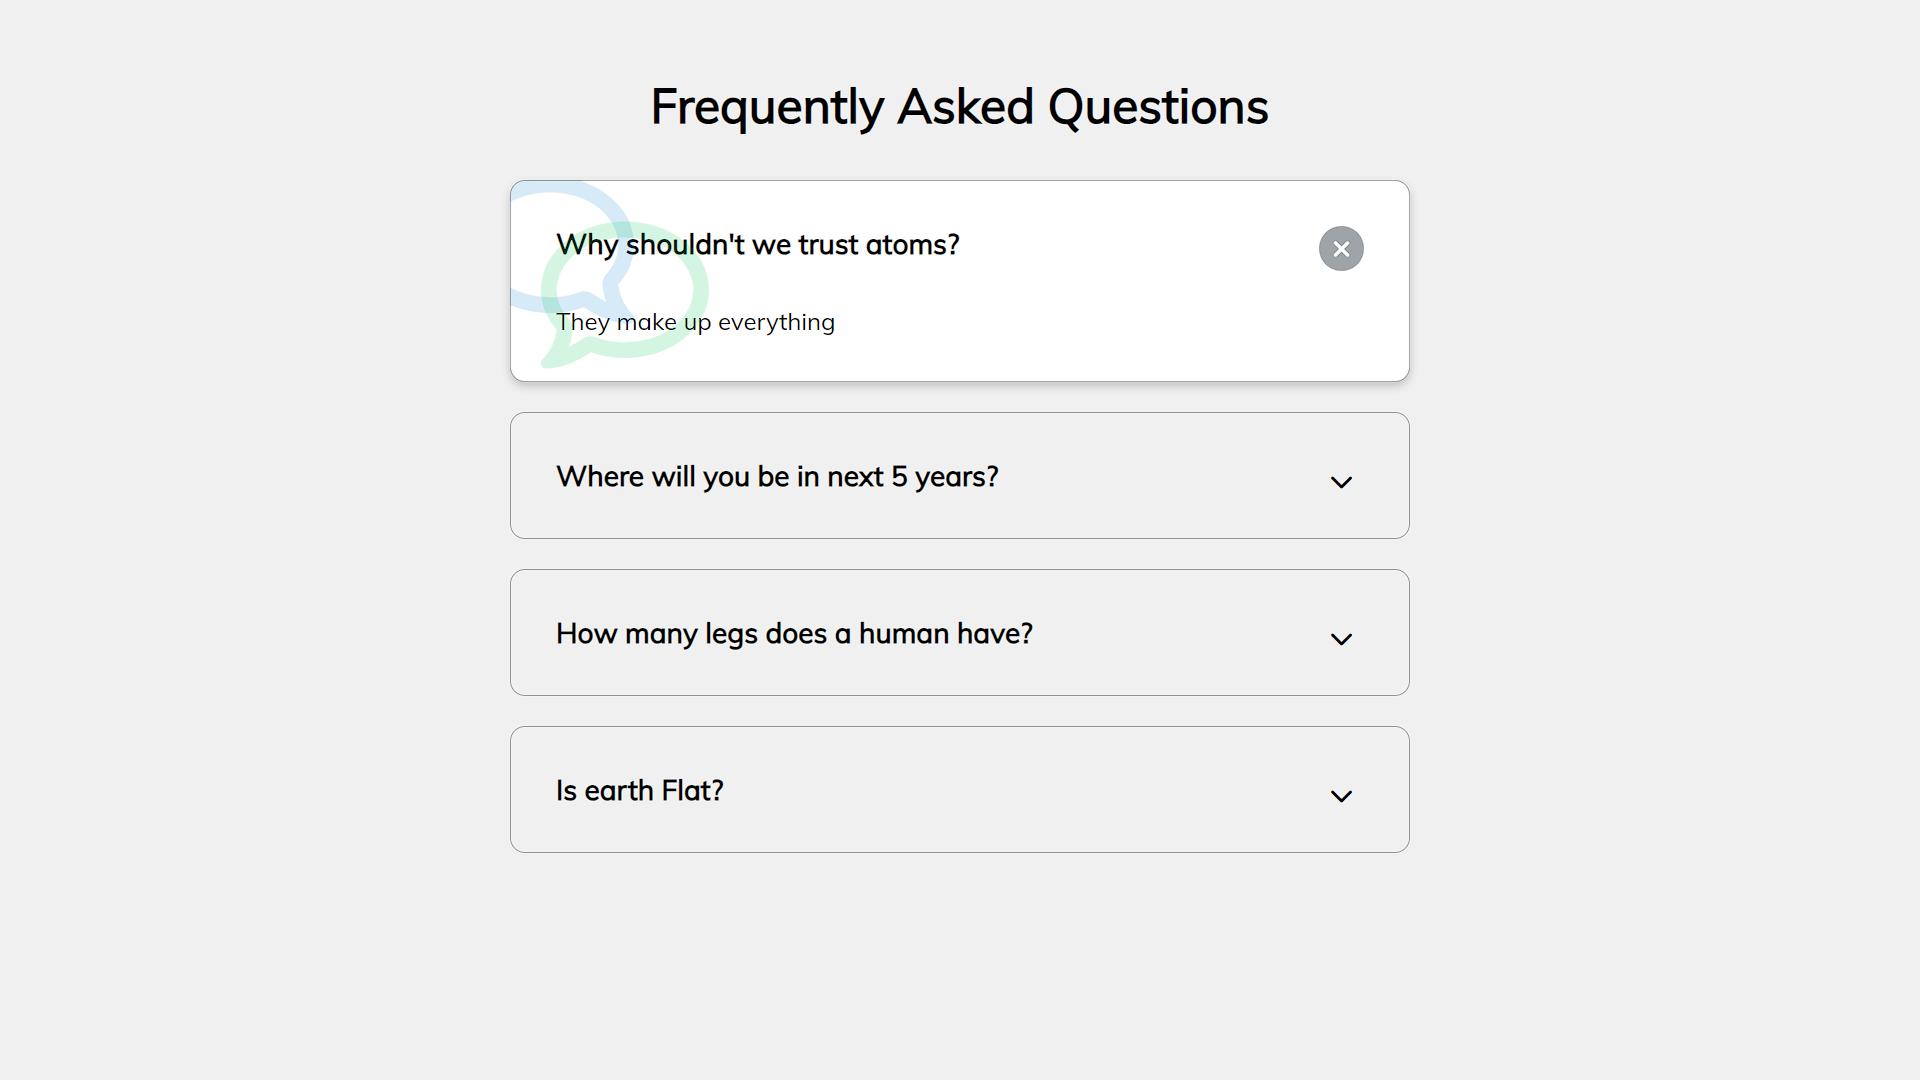 Frequently Asked Questions
Why shouldn't we trust atoms?
They make up everything
Where will you be in next 5 years?
How many legs does a human have?
Is earth Flat?